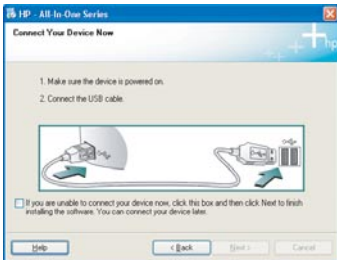 HP - All-In-One Series
Connect Your Device Now
hp
1. Make sure the device is powered on.
2. Connect the USB cable.
If you are unable to connect your device now, click this box and then click Next to finish
installing the software. You can connect your device later.
Help
< Back
Next >
Cancel